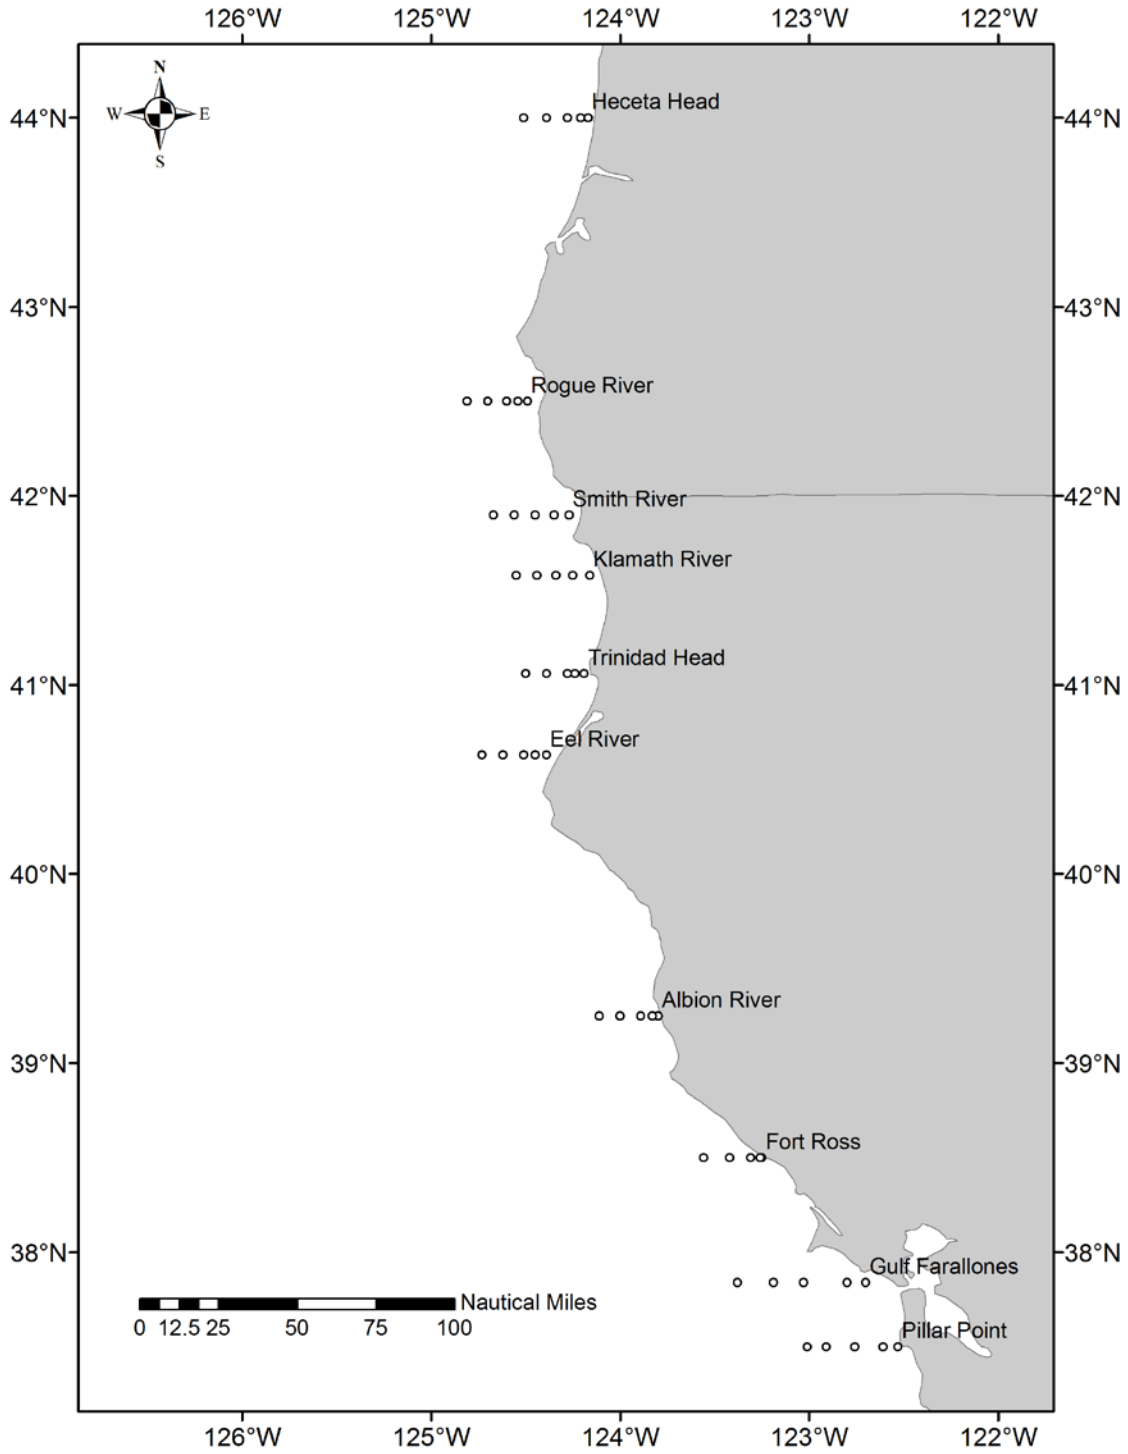 126°W 125°W 124°W 123°W 122°W
N
W E
S
Heceta Head
44°N 44°N
43°N 43°N
Rogue River
42°N 42°N
Smith River
Klamath River
Trinidad Head
41°N 41°N
Eel River
40°N 40°N
Albion River
39°N 39°N
Fort Ross
38°N 38°N
Gulf Farallones
Nautical Miles
0 12.5 25 50 75 100
Pillar Point
126°W 125°W 124°W 123°W 122°W